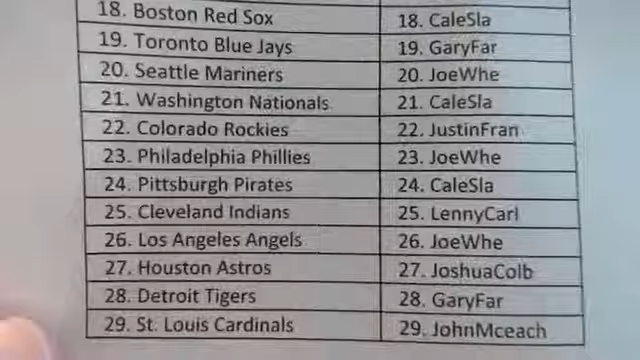 18. Boston Red Sox 18. CaleSla
19. Toronto Blue Jays 19. GaryFar
20. Seattle Mariners 20. JoeWhe
21. Washington Nationals 21. CaleSla
22. Colorado Rockies 22. JustinFran
23. Philadelphia Phillies 23. JoeWhe
24. Pittsburgh Pirates 24. CaleSla
25. Cleveland Indians 25. LennyCarl
26. Los Angeles Angels 26. JoeWhe
27. Houston Astros 27. JoshuaColb
28. Detroit Tigers 28. GaryFar
29. St. Louis Cardinals 29. JohnMceach